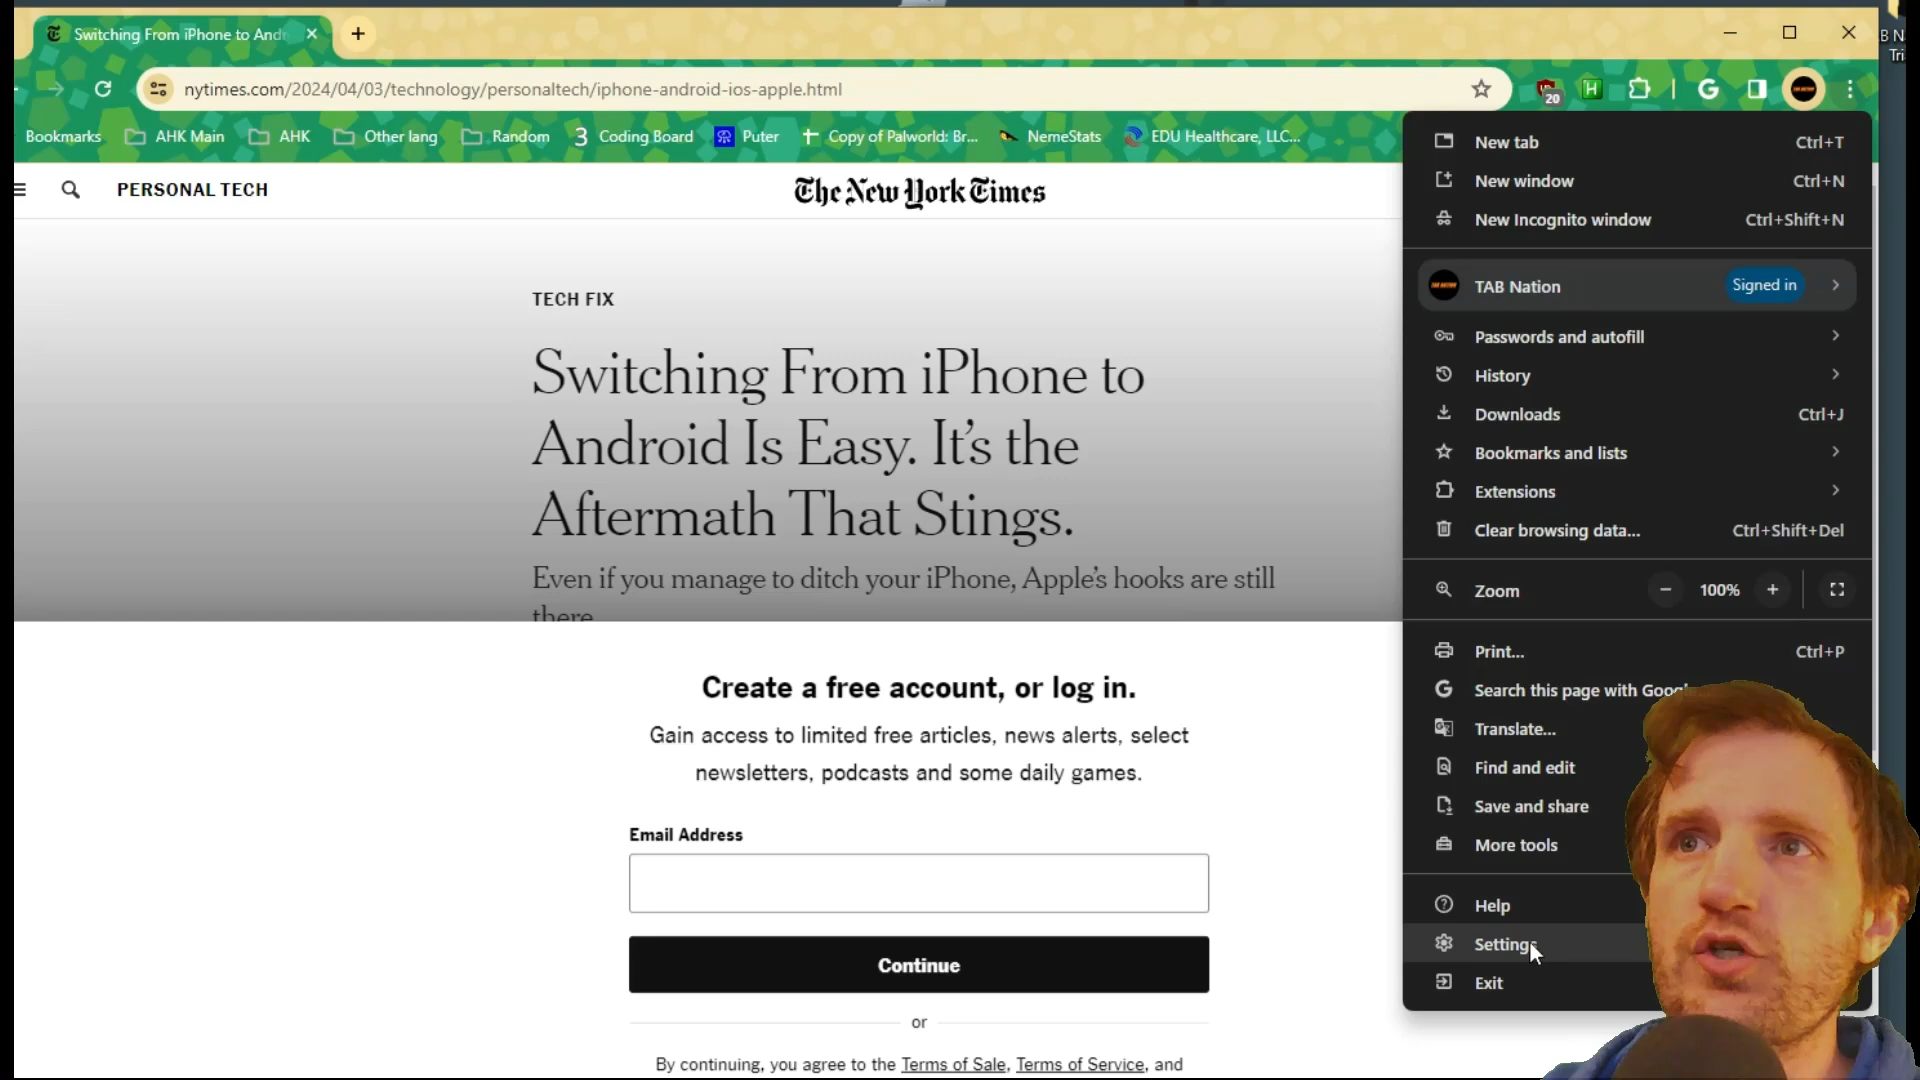 Switching From iPhone to Andr
B N
Tri
nytimes.com/2024/04/03/technology/personaltech/iphone-android-ios-apple.html
20
H
G
Bookmarks
AHK Main
AHK
Other lang
Random
Coding Board
Puter
Copy of Palworld: Br...
NemeStats
EDU Healthcare, LLC...
PERSONAL TECH
The New York Times
TECH FIX
Switching From iPhone to
Android Is Easy. It’s the
Aftermath That Stings.
Even if you manage to ditch your iPhone, Apple’s hooks are still
there.
Create a free account, or log in.
Gain access to limited free articles, news alerts, select
newsletters, podcasts and some daily games.
Email Address
Continue
or
By continuing, you agree to the Terms of Sale, Terms of Service, and
New tab Ctrl+T
New window Ctrl+N
New Incognito window Ctrl+Shift+N
TAB Nation Signed in
Passwords and autofill
History
Downloads Ctrl+J
Bookmarks and lists
Extensions
Clear browsing data... Ctrl+Shift+Del
Zoom − 100% +
Print... Ctrl+P
Search this page with Goog
Translate...
Find and edit
Save and share
More tools
Help
Settings
Exit